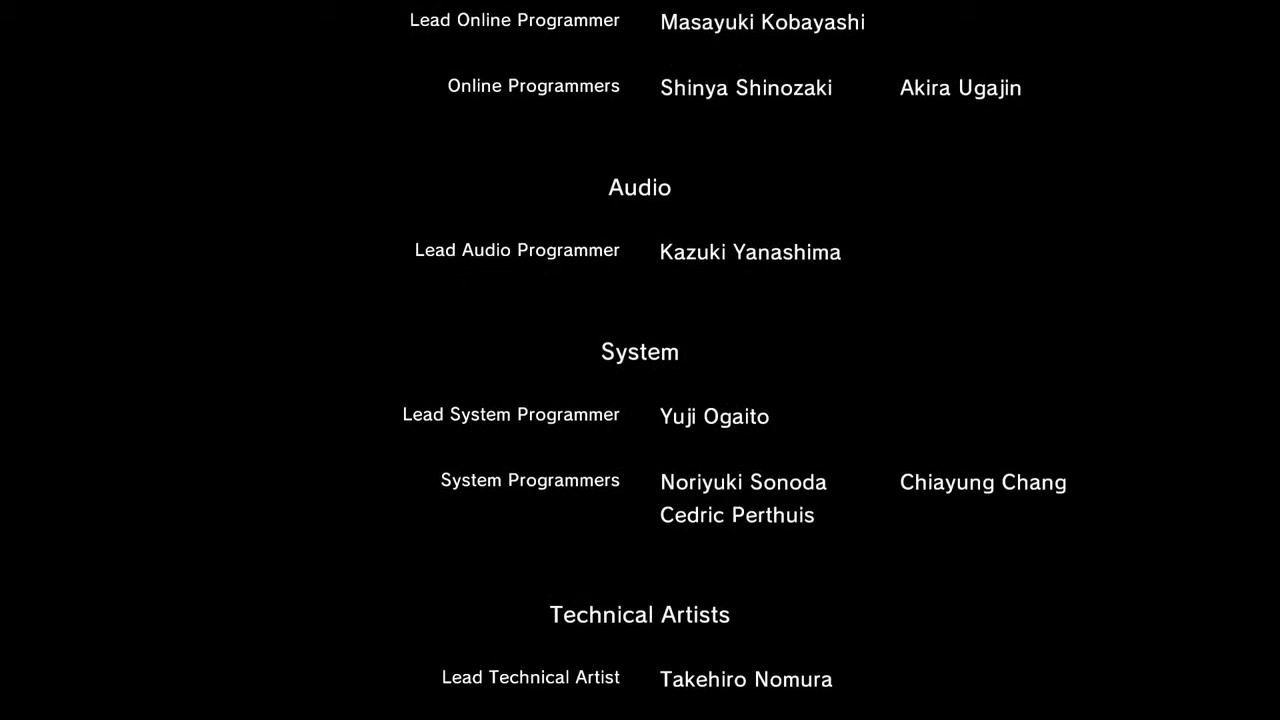 Lead Online Programmer Masayuki Kobayashi
Online Programmers Shinya Shinozaki Akira Ugajin
Audio
Lead Audio Programmer Kazuki Yanashima
System
Lead System Programmer Yuji Ogaito
System Programmers Noriyuki Sonoda Chiayung Chang
Cedric Perthuis
Technical Artists
Lead Technical Artist Takehiro Nomura